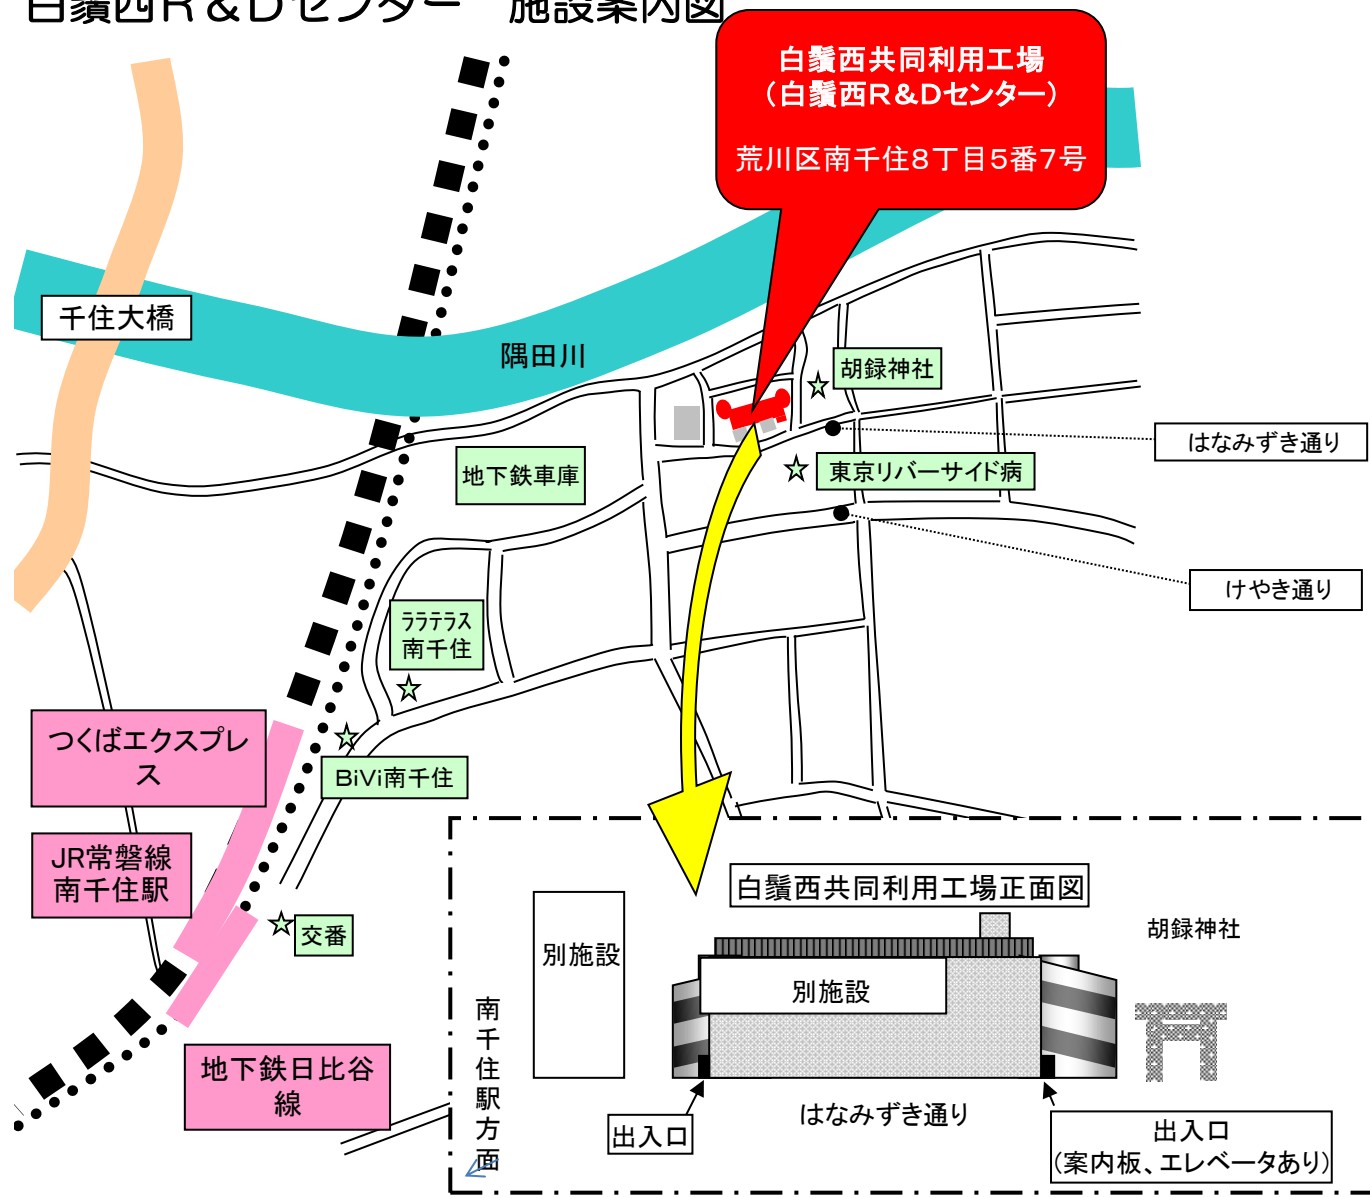 白鬚西R&Dセンター　施設案内図
白鬚西共同利用工場
（白鬚西R&Dセンター）
荒川区南千住8丁目5番7号
千住大橋
隅田川
胡録神社
はなみずき通り
地下鉄車庫
東京リバーサイド病
けやき通り
ララテラス
南千住
つくばエクスプレ
ス
BiVi南千住
JR常磐線
南千住駅
交番
地下鉄日比谷
線
白鬚西共同利用工場正面図
胡録神社
別施設
別施設
南千住駅方面
はなみずき通り
出入口
出入口
(案内板、エレベータあり)